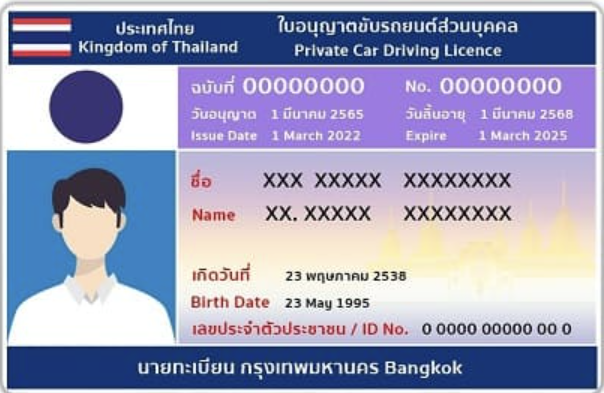 ประเทศไทย
Kingdom of Thailand
ใบอนุญาตขับรถยนต์ส่วนบุคคล
Private Car Driving Licence
ฉบับที่ 00000000 No. 00000000
วันอนุญาต 1 มีนาคม 2565 วันสิ้นอายุ 1 มีนาคม 2568
Issue Date 1 March 2022 Expire 1 March 2025
ชื่อ XXX XXXXX XXXXXXXX
Name XX. XXXXX XXXXXXXX
เกิดวันที่ 23 พฤษภาคม 2538
Birth Date 23 May 1995
เลขประจำตัวประชาชน / ID No. 0 0000 00000 00 0
นายทะเบียน กรุงเทพมหานคร Bangkok